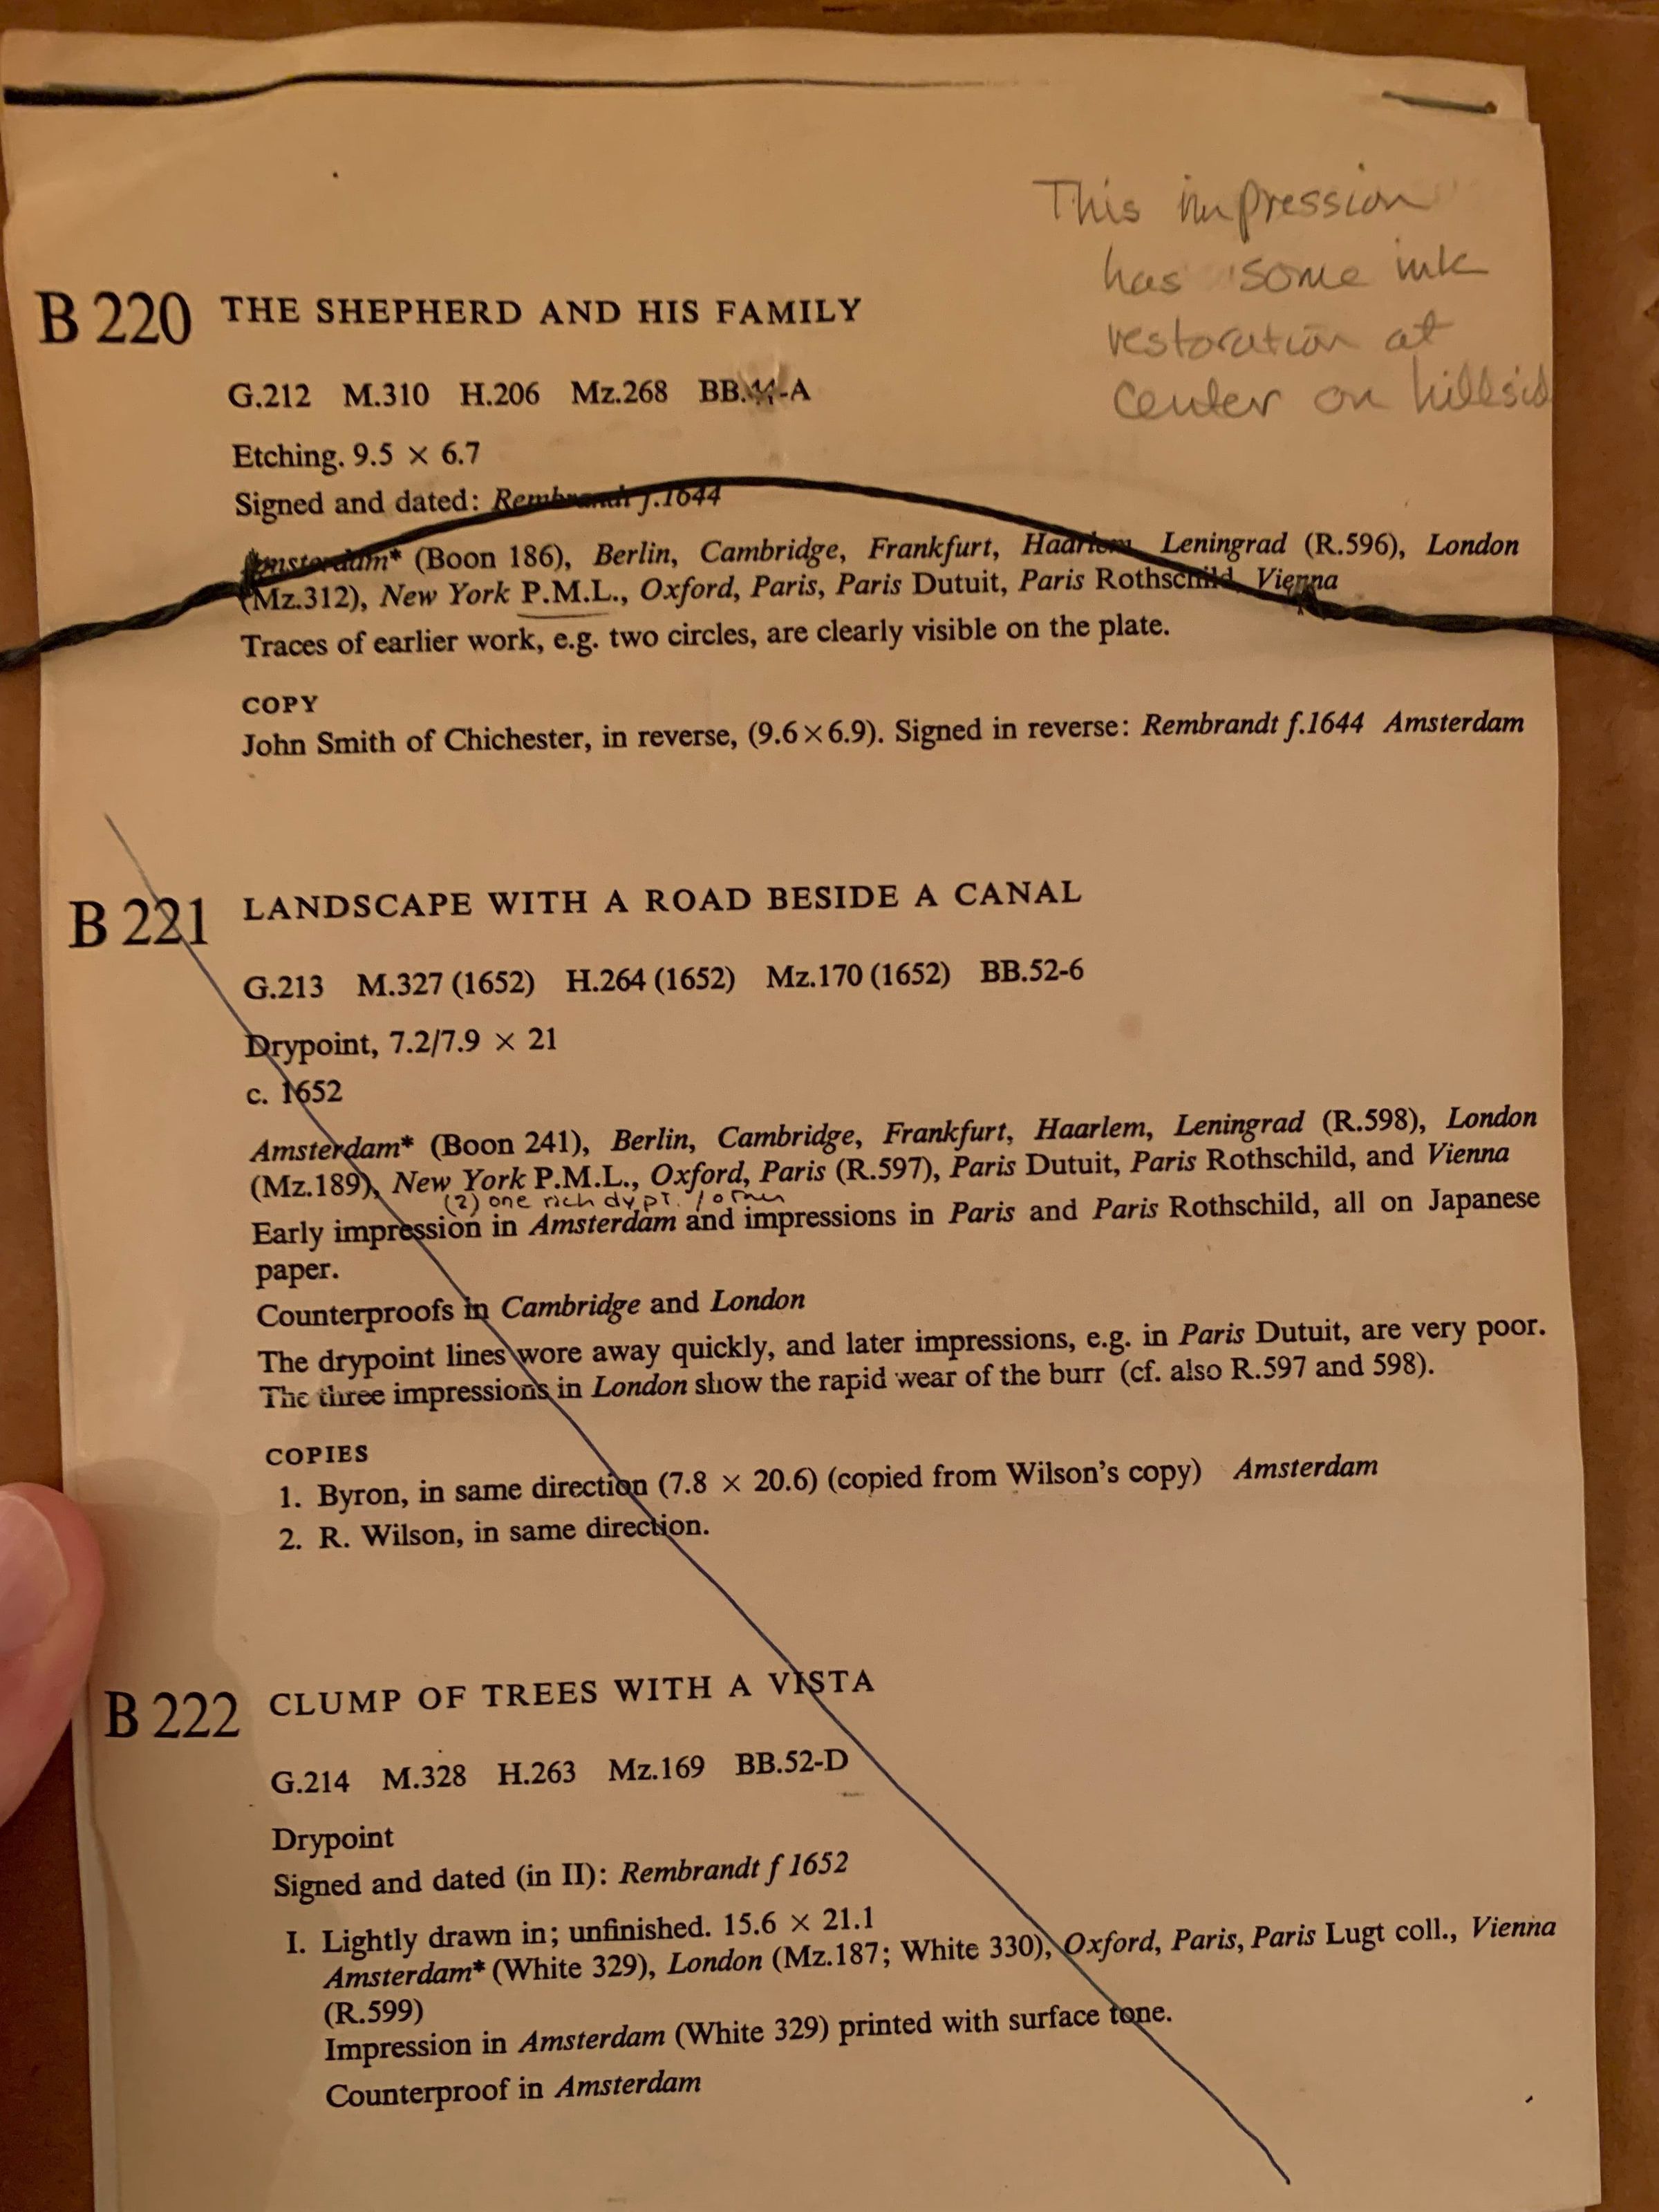 This impression
has some ink
restoration at
center on hillsid
B 220 THE SHEPHERD AND HIS FAMILY
G.212 M.310 H.206 Mz.268 BB.44-A
Etching. 9.5 × 6.7
Signed and dated: Rembrandt f.1644
Amsterdam* (Boon 186), Berlin, Cambridge, Frankfurt, Haarlem, Leningrad (R.596), London
(Mz.312), New York P.M.L., Oxford, Paris, Paris Dutuit, Paris Rothschild, Vienna
Traces of earlier work, e.g. two circles, are clearly visible on the plate.
COPY
John Smith of Chichester, in reverse, (9.6×6.9). Signed in reverse: Rembrandt f.1644 Amsterdam
B 221 LANDSCAPE WITH A ROAD BESIDE A CANAL
G.213 M.327 (1652) H.264 (1652) Mz.170 (1652) BB.52-6
Drypoint, 7.2/7.9 × 21
c. 1652
Amsterdam* (Boon 241), Berlin, Cambridge, Frankfurt, Haarlem, Leningrad (R.598), London
(Mz.189), New York P.M.L., Oxford, Paris (R.597), Paris Dutuit, Paris Rothschild, and Vienna
(2) one rich dypt.
Early impression in Amsterdam and impressions in Paris and Paris Rothschild, all on Japanese
paper.
Counterproofs in Cambridge and London
The drypoint lines wore away quickly, and later impressions, e.g. in Paris Dutuit, are very poor.
The three impressions in London show the rapid wear of the burr (cf. also R.597 and 598).
COPIES
1. Byron, in same direction (7.8 × 20.6) (copied from Wilson's copy) Amsterdam
2. R. Wilson, in same direction.
B 222 CLUMP OF TREES WITH A VISTA
G.214 M.328 H.263 Mz.169 BB.52-D
Drypoint
Signed and dated (in II): Rembrandt f 1652
I. Lightly drawn in; unfinished. 15.6 × 21.1
Amsterdam* (White 329), London (Mz.187; White 330), Oxford, Paris, Paris Lugt coll., Vienna
(R.599)
Impression in Amsterdam (White 329) printed with surface tone.
Counterproof in Amsterdam